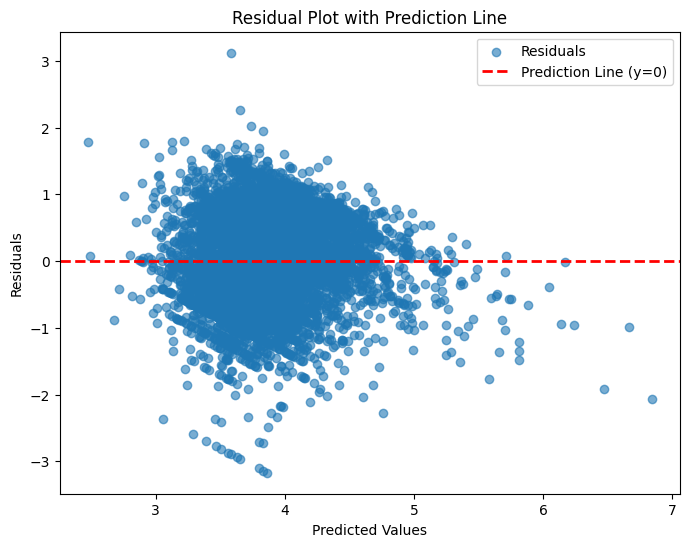 Residual Plot with Prediction Line
Residuals
Prediction Line (y=0)
3
2
1
0
−1
−2
−3
Residuals
3
4
5
6
7
Predicted Values